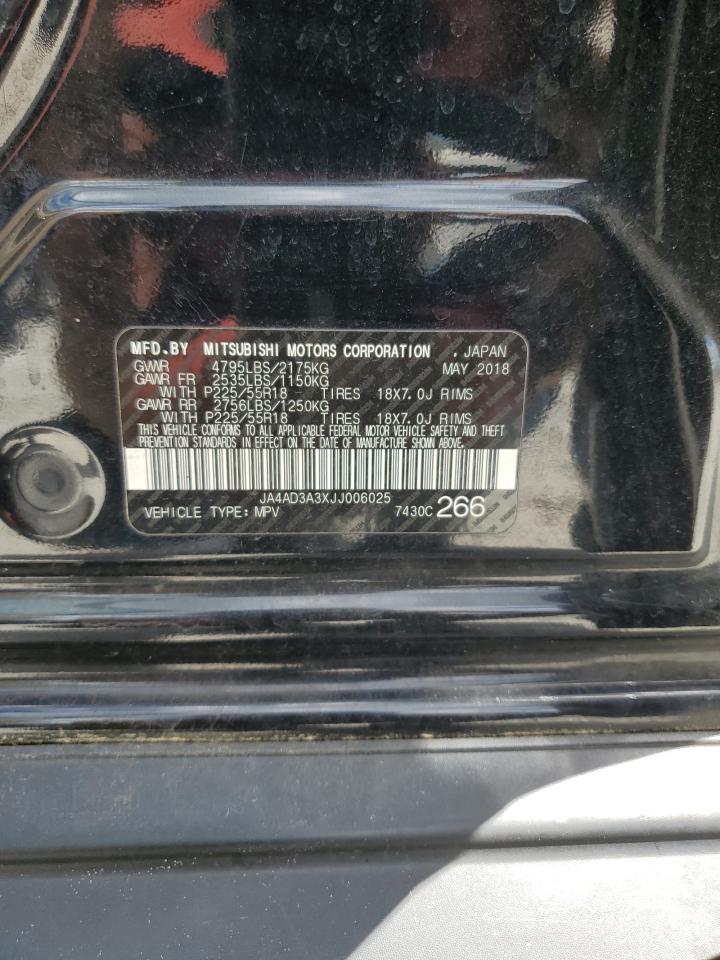 MFD.BY MITSUBISHI MOTORS CORPORATION , JAPAN
GVWR 4795LBS/2175KG MAY 2018
GAWR FR 2535LBS/1150KG
WITH P225/55R18 TIRES 18X7.0J RIMS
GAWR RR 2756LBS/1250KG
WITH P225/55R18 TIRES 18X7.0J RIMS
THIS VEHICLE CONFORMS TO ALL APPLICABLE FEDERAL MOTOR VEHICLE SAFETY AND THEFT
PREVENTION STANDARDS IN EFFECT ON THE DATE OF MANUFACTURE SHOWN ABOVE.
JA4AD3A3XJJ006025
VEHICLE TYPE: MPV 7430C 266